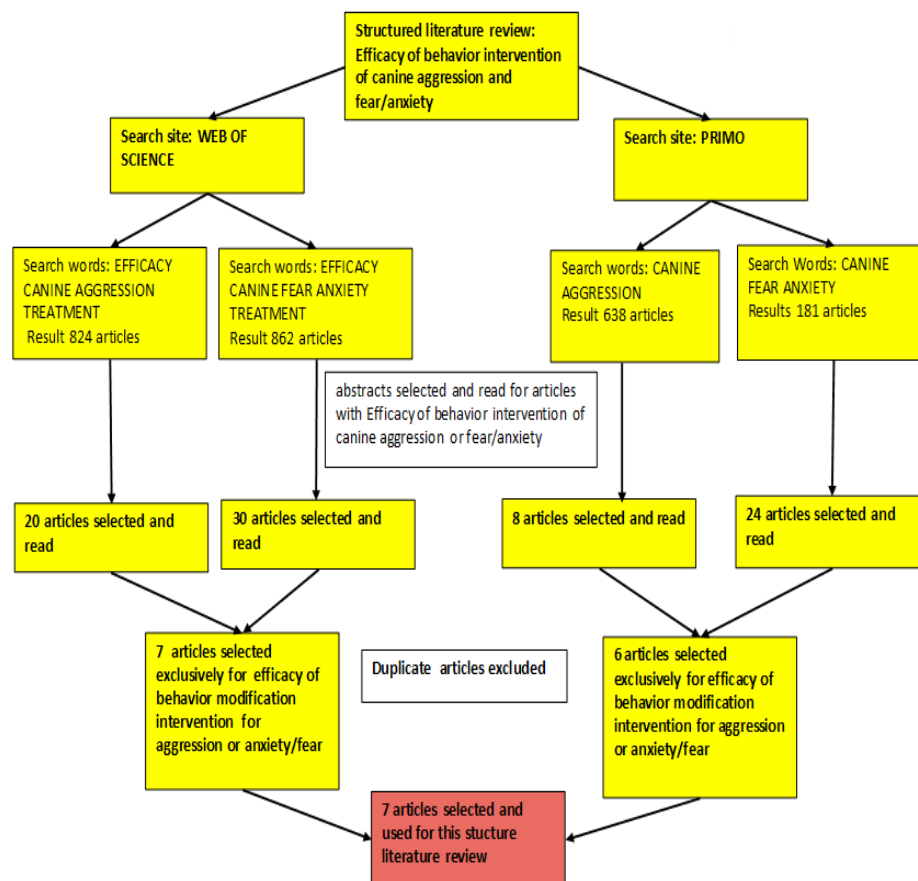 Structured literature review:
Efficacy of behavior intervention
of canine aggression and
fear/anxiety
Search site: WEB OF
SCIENCE
Search site: PRIMO
Search words: EFFICACY
CANINE AGGRESSION
TREATMENT
Result 824 articles
Search words: EFFICACY
CANINE FEAR ANXIETY
TREATMENT
Result 862 articles
Search words: CANINE
AGGRESSION
Result 638 articles
Search Words: CANINE
FEAR ANXIETY
Results 181 articles
abstracts selected and read for articles
with Efficacy of behavior intervention of
canine aggression or fear/anxiety
20 articles selected and
read
30 articles selected and
read
8 articles selected and read
24 articles selected and
read
7 articles selected
exclusively for efficacy of
behavior modification
intervention for
aggression or anxiety/fear
Duplicate articles excluded
6 articles selected
exclusively for efficacy of
behavior modification
intervention for aggression
or anxiety/fear
7 articles selected and
used for this stucture
literature review